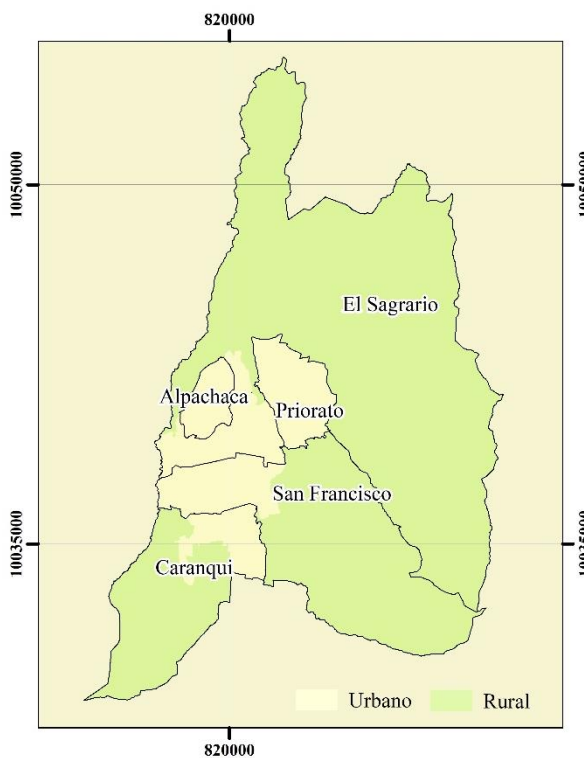 820000
10050000
10050000
El Sagrario
Alpachaca
Priorato
San Francisco
10035000
10035000
Caranqui
Urbano
Rural
820000